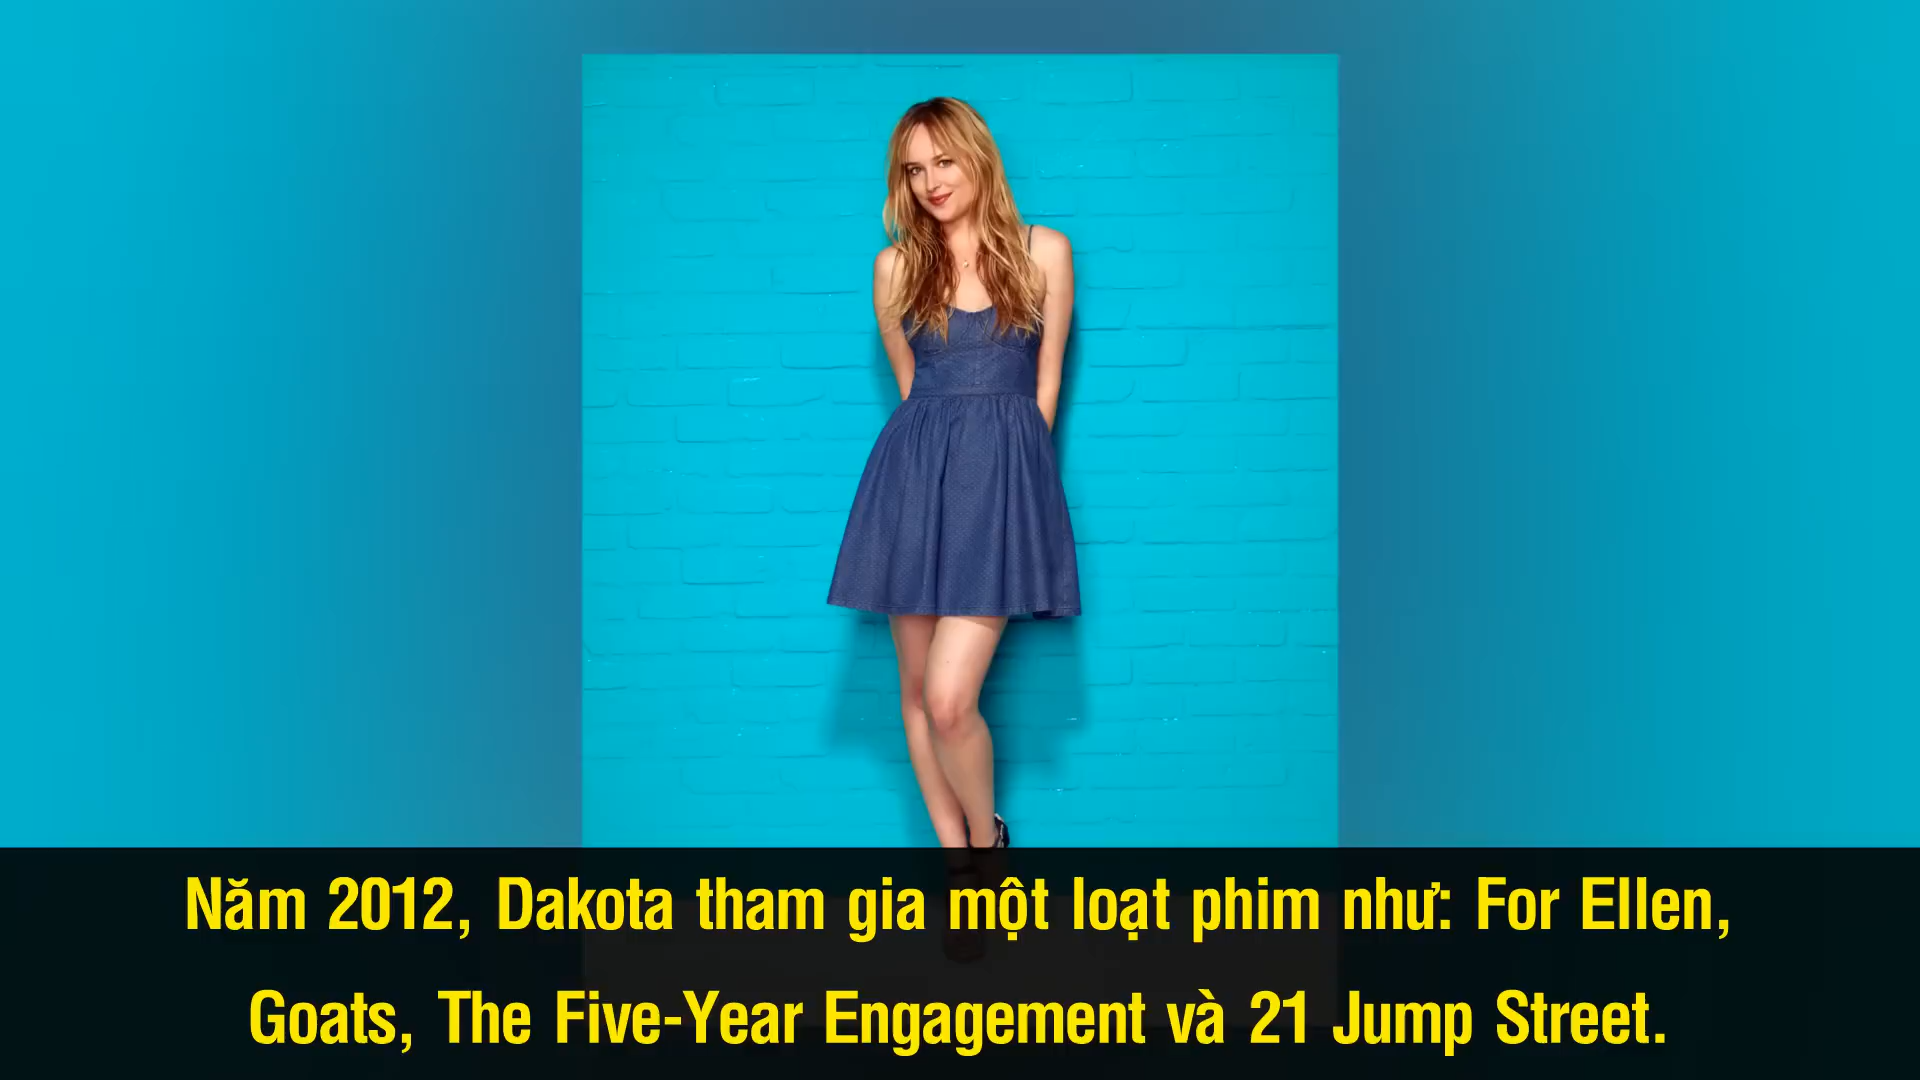 Năm 2012, Dakota tham gia một loạt phim như: For Ellen,
Goats, The Five-Year Engagement và 21 Jump Street.